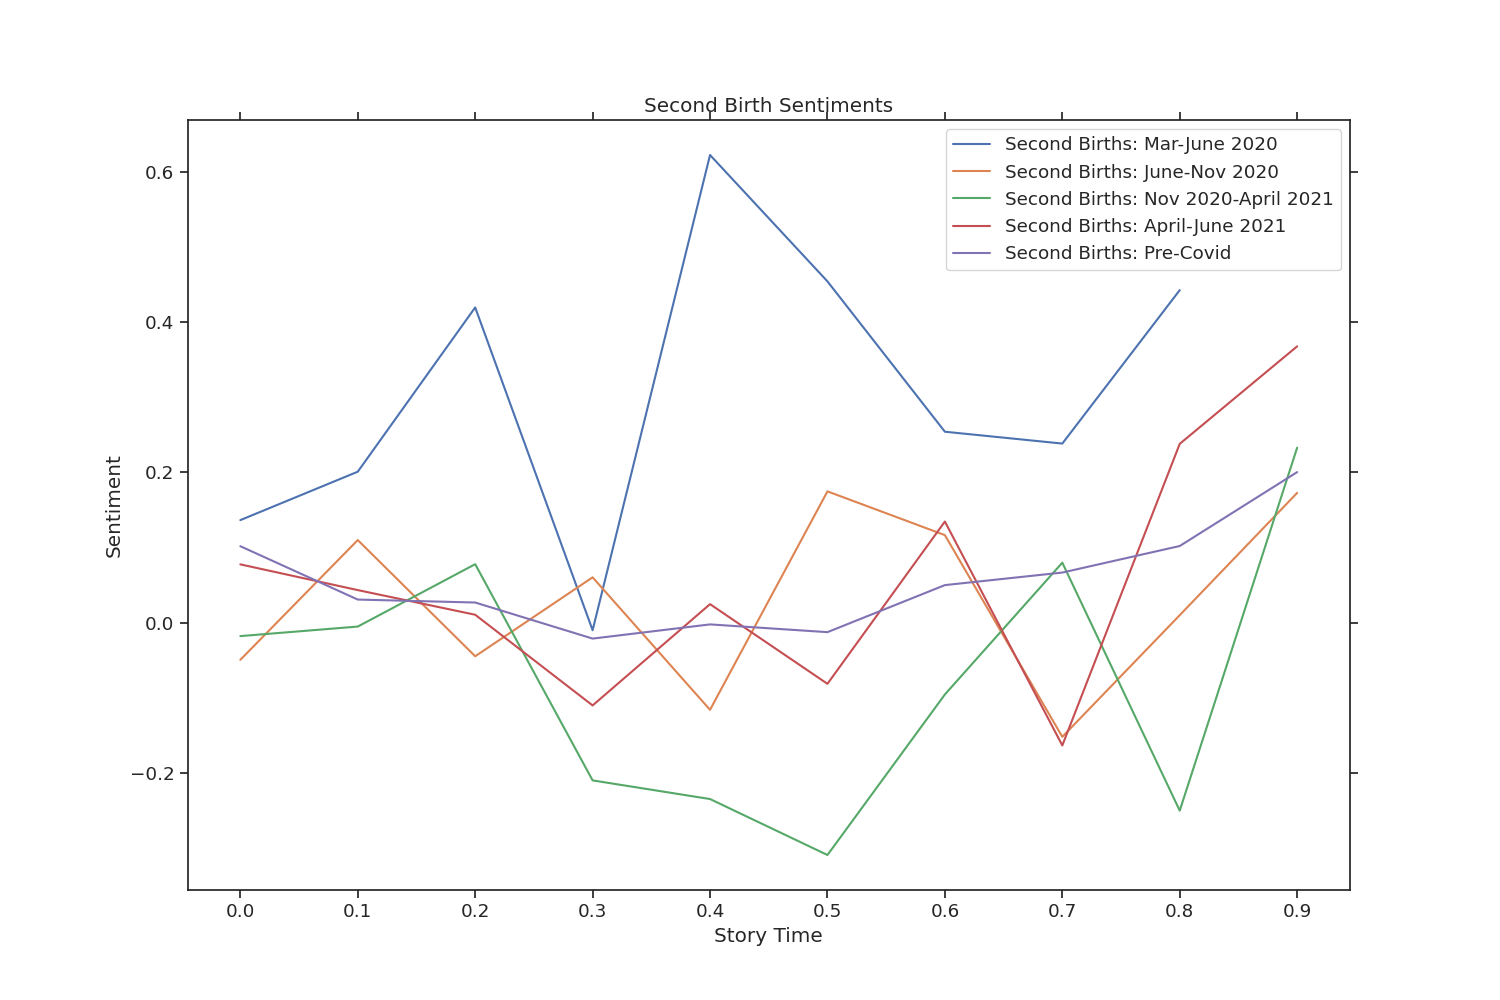 Second Birth Sentiments
Second Births: Mar-June 2020
Second Births: June-Nov 2020
Second Births: Nov 2020-April 2021
Second Births: April-June 2021
Second Births: Pre-Covid
0.6
0.4
0.2
0.0
−0.2
Sentiment
0.0 0.1 0.2 0.3 0.4 0.5 0.6 0.7 0.8 0.9
Story Time